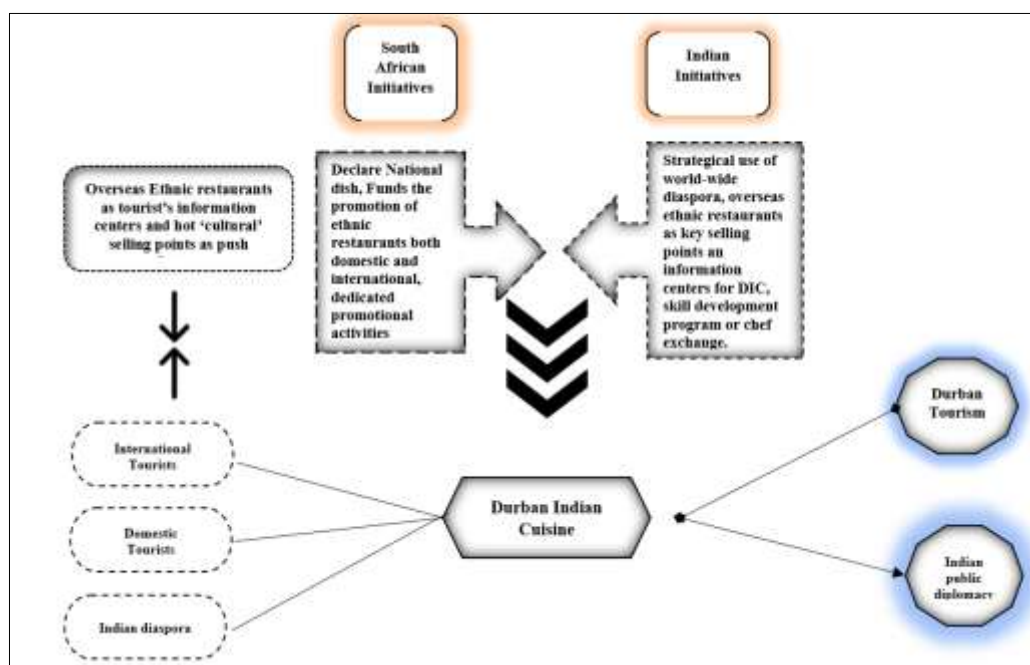 South
African
Initiatives
Indian
Initiatives
Overseas Ethnic restaurants
as tourist's information
centers and hot 'cultural'
selling points as push
Declare National
dish, Funds the
promotion of
ethnic
restaurants both
domestic and
international,
dedicated
promotional
activities
Strategical use of
world-wide
diaspora, overseas
ethnic restaurants
as key selling
points an
information
centers for DIC,
skill development
program or chef
exchange.
International
Tourists
Domestic
Tourists
Indian diaspora
Durban Indian
Cuisine
Durban
Tourism
Indian
public
diplomacy